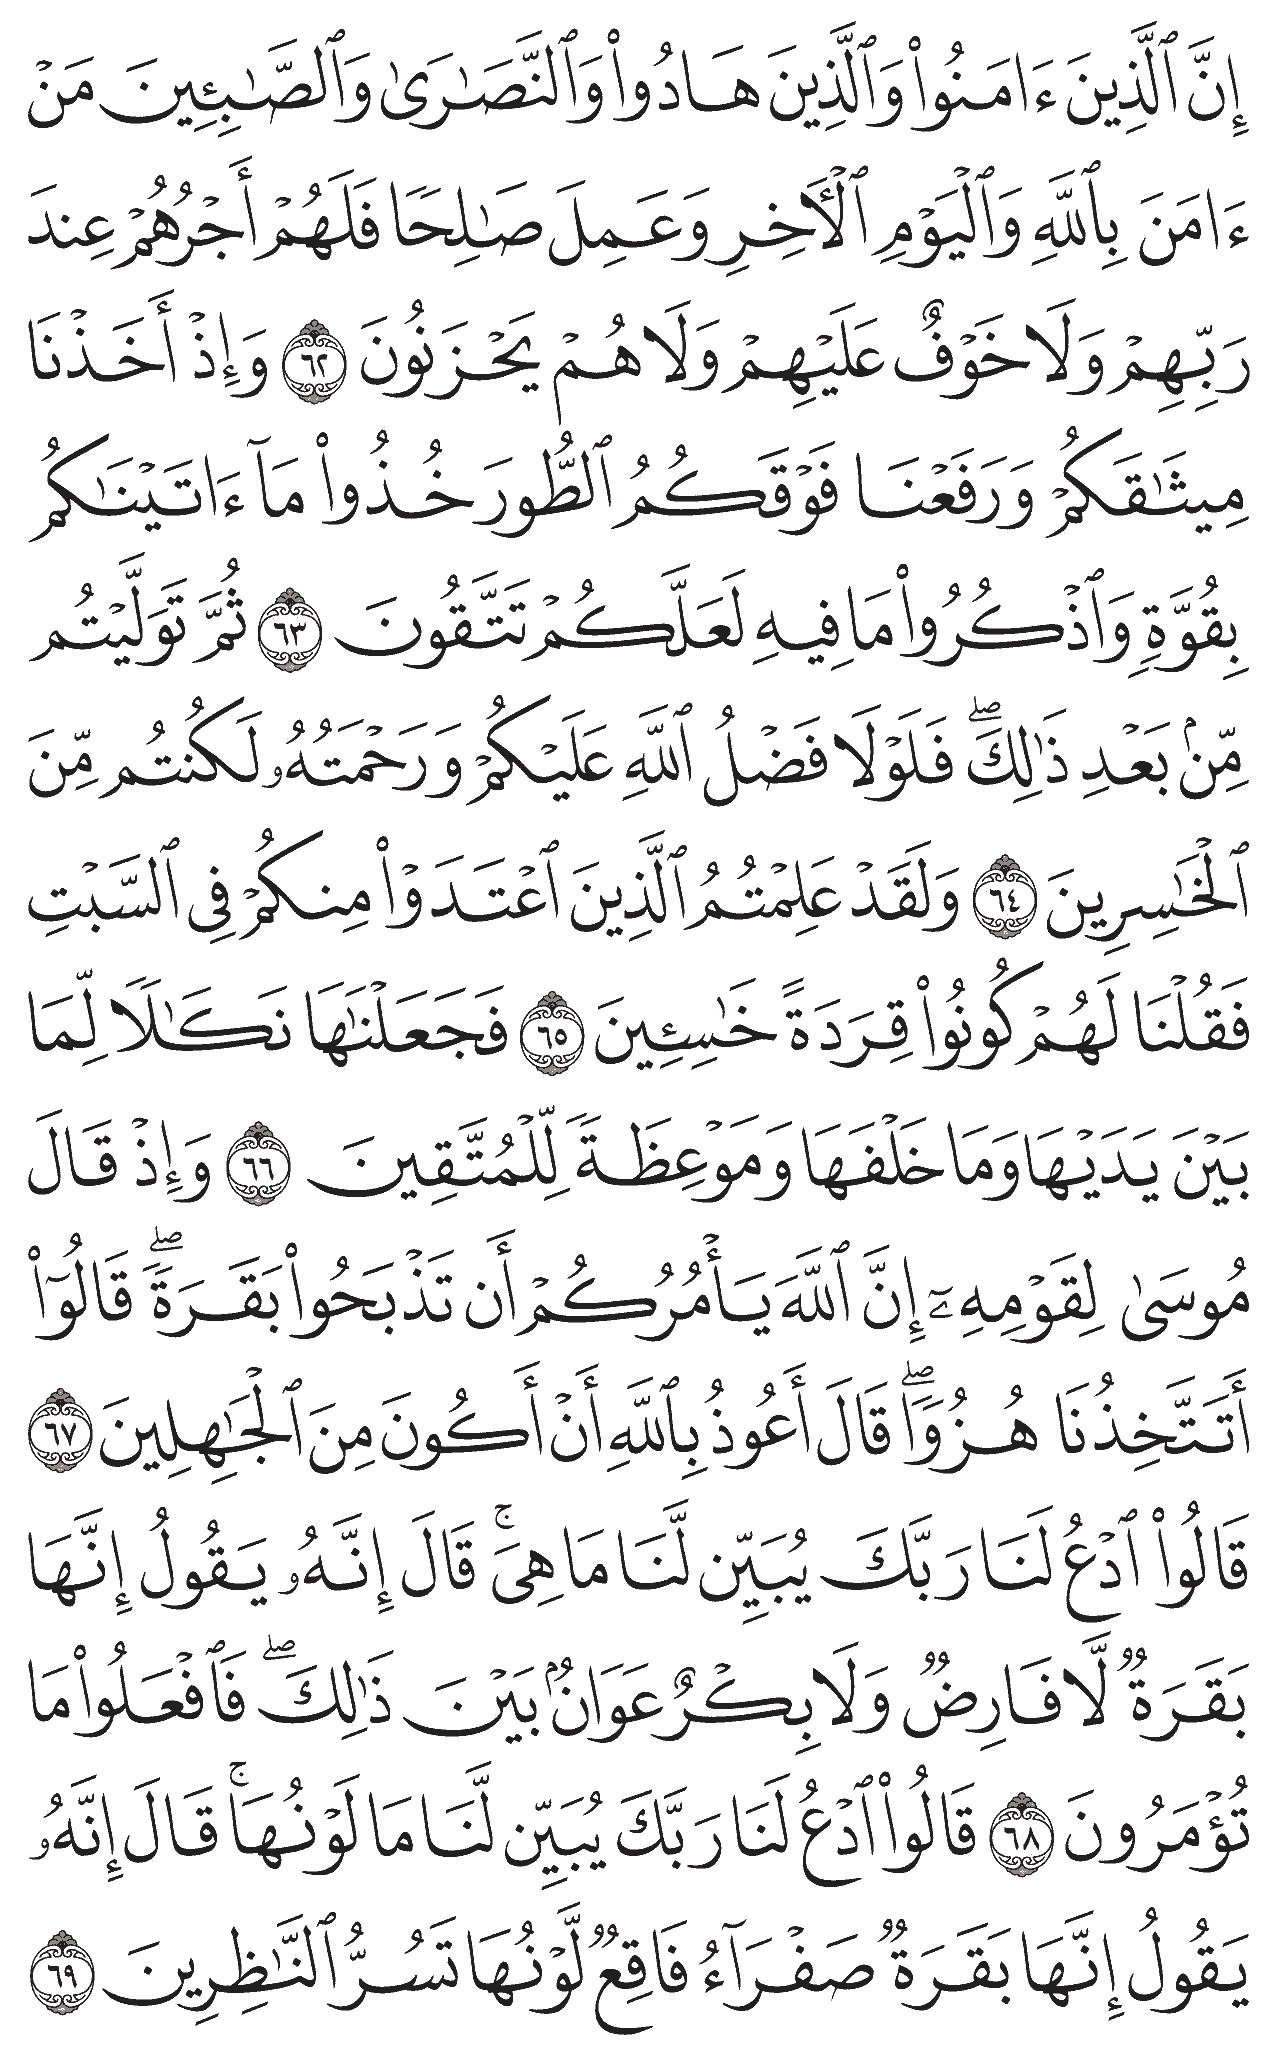 إِنَّ ٱلَّذِينَ ءَامَنُوا۟ وَٱلَّذِينَ هَادُوا۟ وَٱلنَّصَٰرَىٰ وَٱلصَّٰبِـِٔينَ مَنْ
ءَامَنَ بِٱللَّهِ وَٱلْيَوْمِ ٱلْـَٔاخِرِ وَعَمِلَ صَٰلِحًا فَلَهُمْ أَجْرُهُمْ عِندَ
رَبِّهِمْ وَلَا خَوْفٌ عَلَيْهِمْ وَلَا هُمْ يَحْزَنُونَ ٦٢ وَإِذْ أَخَذْنَا
مِيثَٰقَكُمْ وَرَفَعْنَا فَوْقَكُمُ ٱلطُّورَ خُذُوا۟ مَآ ءَاتَيْنَٰكُم
بِقُوَّةٍ وَٱذْكُرُوا۟ مَا فِيهِ لَعَلَّكُمْ تَتَّقُونَ ٦٣ ثُمَّ تَوَلَّيْتُم
مِّنۢ بَعْدِ ذَٰلِكَ ۖ فَلَوْلَا فَضْلُ ٱللَّهِ عَلَيْكُمْ وَرَحْمَتُهُۥ لَكُنتُم مِّنَ
ٱلْخَٰسِرِينَ ٦٤ وَلَقَدْ عَلِمْتُمُ ٱلَّذِينَ ٱعْتَدَوْا۟ مِنكُمْ فِى ٱلسَّبْتِ
فَقُلْنَا لَهُمْ كُونُوا۟ قِرَدَةً خَٰسِـِٔينَ ٦٥ فَجَعَلْنَٰهَا نَكَٰلًا لِّمَا
بَيْنَ يَدَيْهَا وَمَا خَلْفَهَا وَمَوْعِظَةً لِّلْمُتَّقِينَ ٦٦ وَإِذْ قَالَ
مُوسَىٰ لِقَوْمِهِۦٓ إِنَّ ٱللَّهَ يَأْمُرُكُمْ أَن تَذْبَحُوا۟ بَقَرَةً ۖ قَالُوٓا۟
أَتَتَّخِذُنَا هُزُوًا ۖ قَالَ أَعُوذُ بِٱللَّهِ أَنْ أَكُونَ مِنَ ٱلْجَٰهِلِينَ ٦٧
قَالُوا۟ ٱدْعُ لَنَا رَبَّكَ يُبَيِّن لَّنَا مَا هِىَ ۚ قَالَ إِنَّهُۥ يَقُولُ إِنَّهَا
بَقَرَةٌ لَّا فَارِضٌ وَلَا بِكْرٌ عَوَانٌۢ بَيْنَ ذَٰلِكَ ۖ فَٱفْعَلُوا۟ مَا
تُؤْمَرُونَ ٦٨ قَالُوا۟ ٱدْعُ لَنَا رَبَّكَ يُبَيِّن لَّنَا مَا لَوْنُهَا ۚ قَالَ إِنَّهُۥ
يَقُولُ إِنَّهَا بَقَرَةٌ صَفْرَآءُ فَاقِعٌ لَّوْنُهَا تَسُرُّ ٱلنَّٰظِرِينَ ٦٩